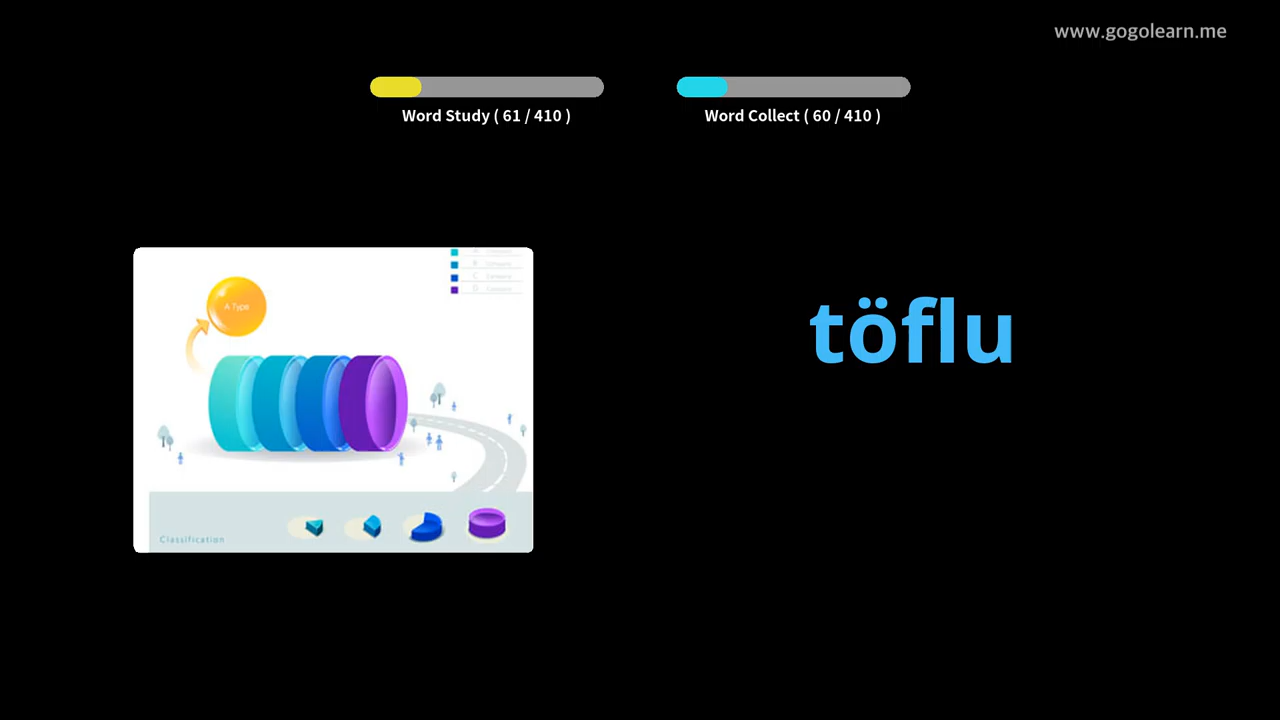 www.gogolearn.me
Word Study ( 61 / 410 )
Word Collect ( 60 / 410 )
A Type
B
C
D
töflu
Classification